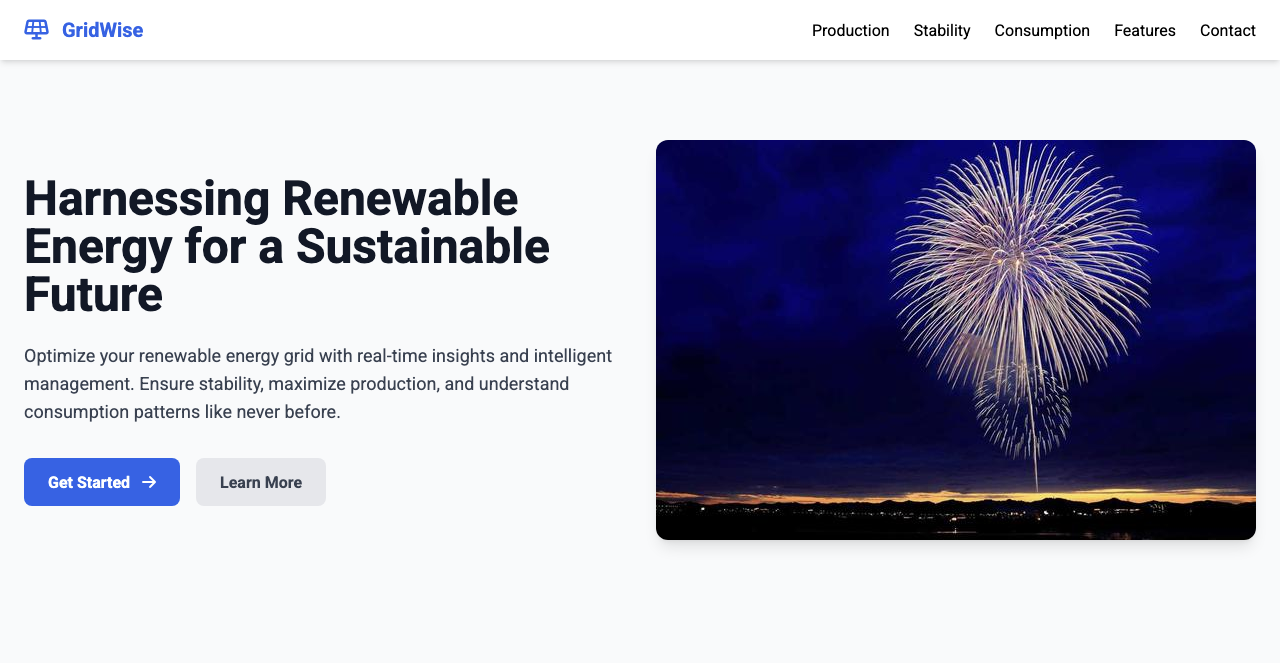 GridWise
Production
Stability
Consumption
Features
Contact
Harnessing Renewable
Energy for a Sustainable
Future
Optimize your renewable energy grid with real-time insights and intelligent
management. Ensure stability, maximize production, and understand
consumption patterns like never before.
Get Started
Learn More